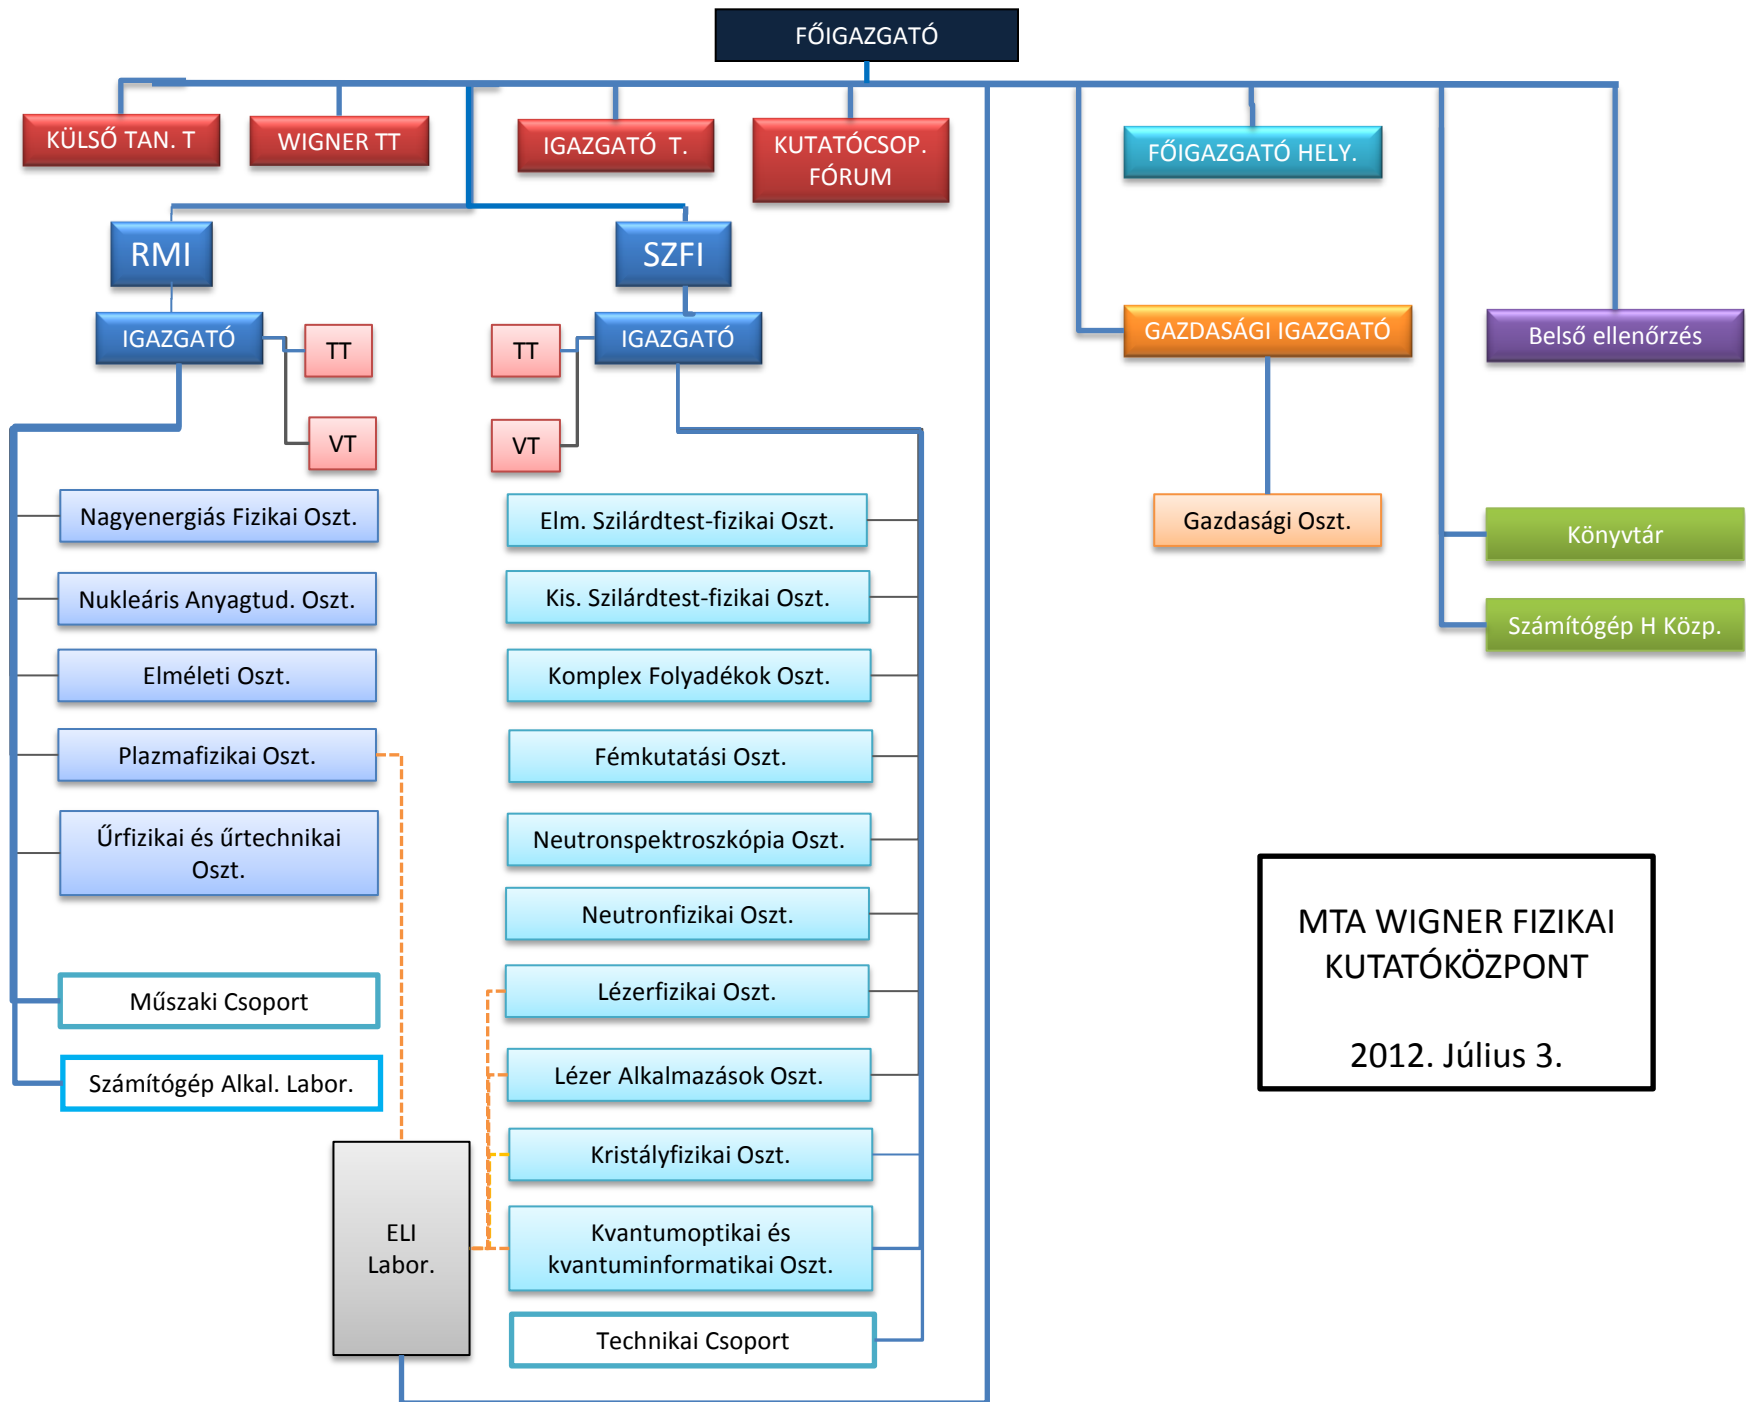 FŐIGAZGATÓ
KÜLSŐ TAN. T
WIGNER TT
IGAZGATÓ T.
KUTATÓCSOP.
FÓRUM
FŐIGAZGATÓ HELY.
RMI
SZFI
IGAZGATÓ
TT
VT
TT
VT
IGAZGATÓ
GAZDASÁGI IGAZGATÓ
Belső ellenőrzés
Nagyenergiás Fizikai Oszt.
Nukleáris Anyagtud. Oszt.
Elméleti Oszt.
Plazmafizikai Oszt.
Űrfizikai és űrtechnikai
Oszt.
Műszaki Csoport
Számítógép Alkal. Labor.
ELI
Labor.
Elm. Szilárdtest-fizikai Oszt.
Kis. Szilárdtest-fizikai Oszt.
Komplex Folyadékok Oszt.
Fémkutatási Oszt.
Neutronspektroszkópia Oszt.
Neutronfizikai Oszt.
Lézerfizikai Oszt.
Lézer Alkalmazások Oszt.
Kristályfizikai Oszt.
Kvantumoptikai és
kvantuminformatikai Oszt.
Technikai Csoport
Gazdasági Oszt.
Könyvtár
Számítógép H Közp.
MTA WIGNER FIZIKAI
KUTATÓKÖZPONT
2012. Július 3.